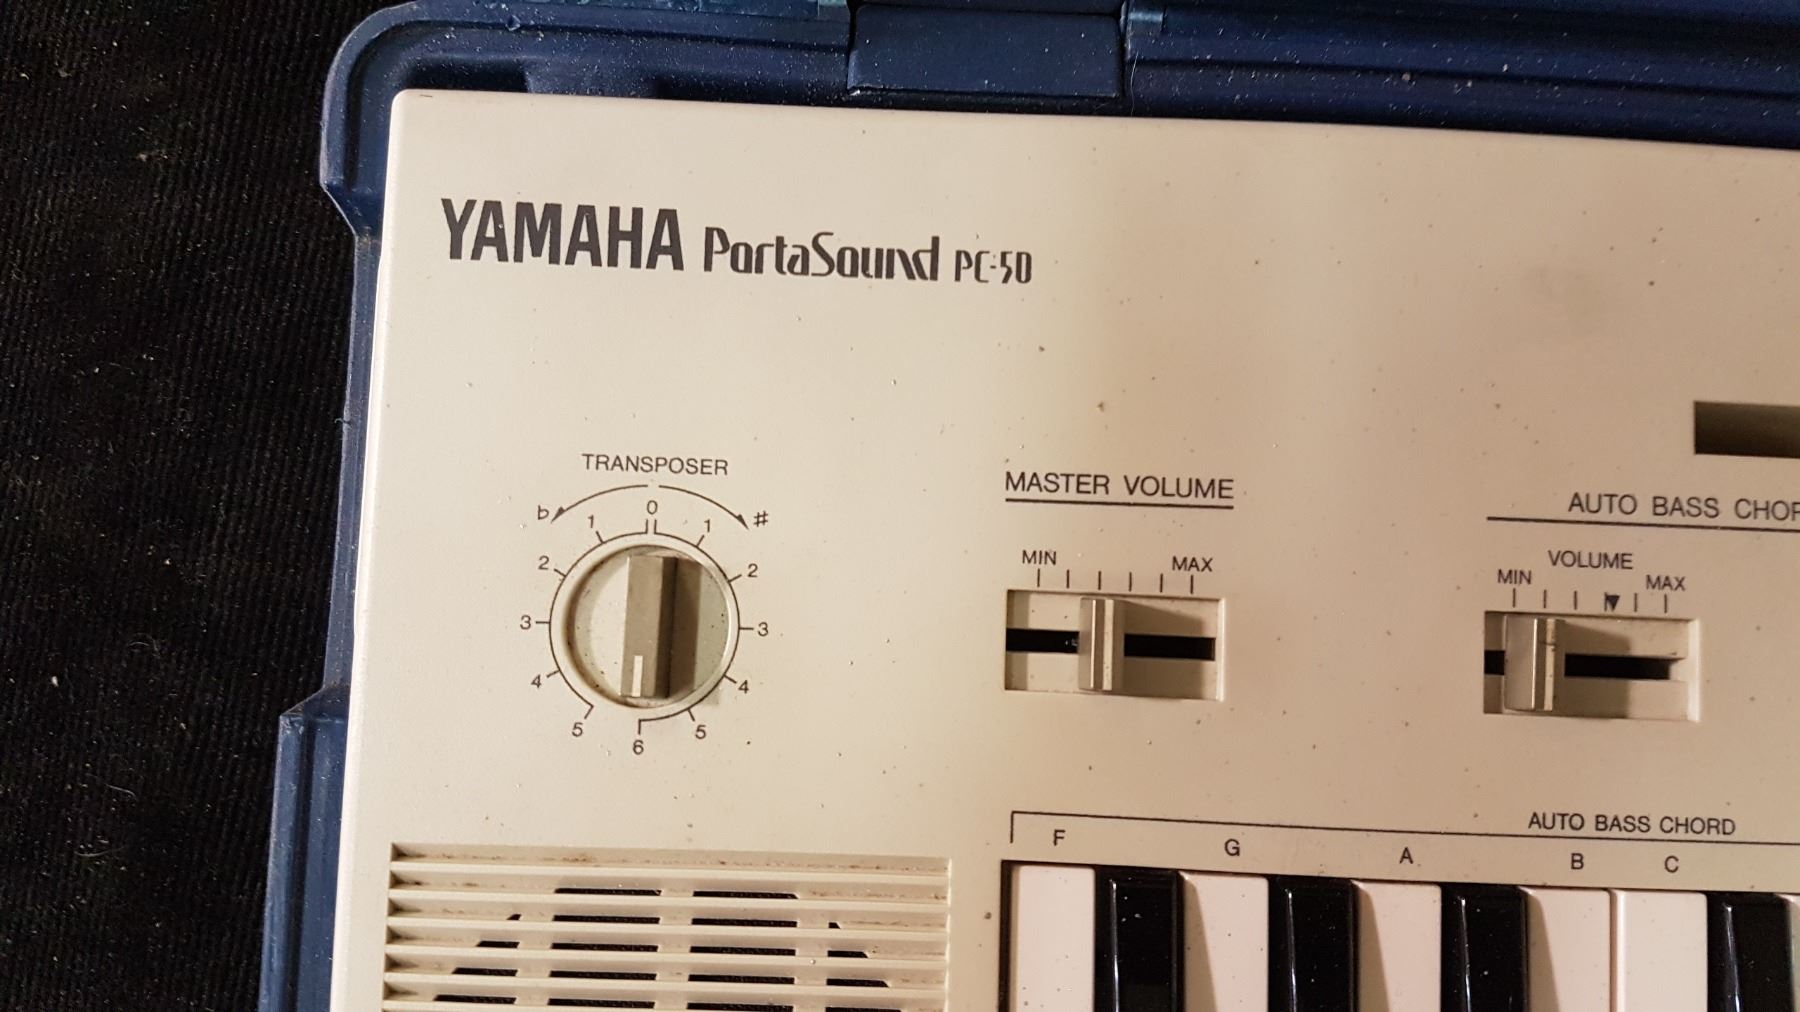 YAMAHA PortaSound PC-50
TRANSPOSER
♭ 1 0 1 ♯
2 2
3 3
4 4
5 6 5
MASTER VOLUME
MIN MAX
AUTO BASS CHOR
VOLUME
MIN MAX
AUTO BASS CHORD
F G A B C